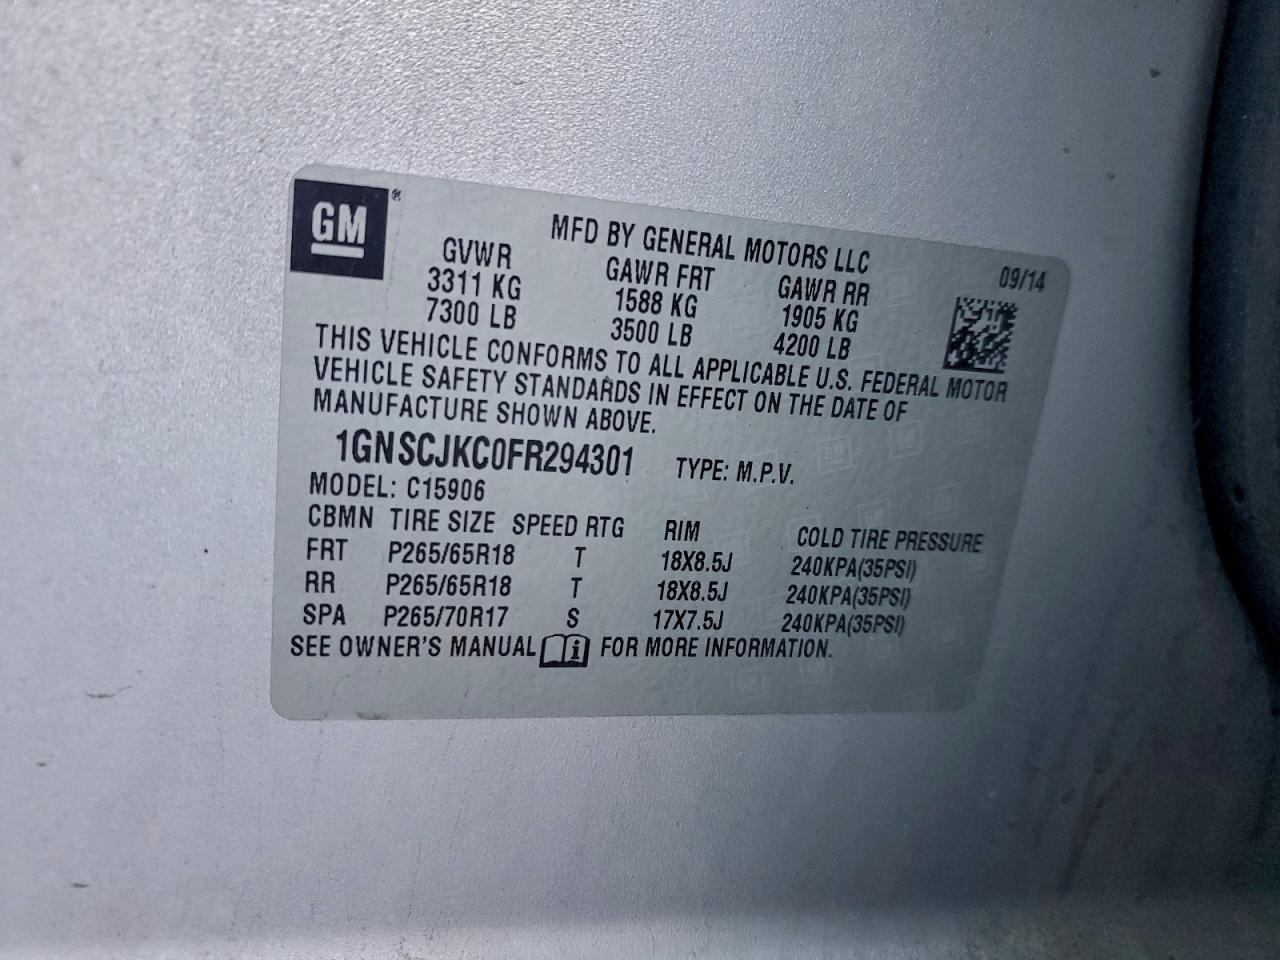 GM ®
MFD BY GENERAL MOTORS LLC
09/14
GVWR GAWR FRT GAWR RR
3311 KG 1588 KG 1905 KG
7300 LB 3500 LB 4200 LB
THIS VEHICLE CONFORMS TO ALL APPLICABLE U.S. FEDERAL MOTOR
VEHICLE SAFETY STANDARDS IN EFFECT ON THE DATE OF
MANUFACTURE SHOWN ABOVE.
1GNSCJKC0FR294301 TYPE: M.P.V.
MODEL: C15906
CBMN TIRE SIZE SPEED RTG RIM COLD TIRE PRESSURE
FRT P265/65R18 T 18X8.5J 240KPA(35PSI)
RR P265/65R18 T 18X8.5J 240KPA(35PSI)
SPA P265/70R17 S 17X7.5J 240KPA(35PSI)
SEE OWNER'S MANUAL i FOR MORE INFORMATION.